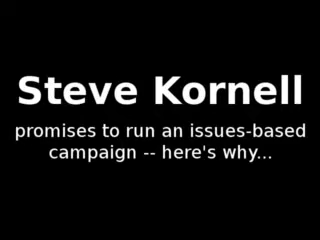 Steve Kornell
promises to run an issues-based
campaign -- here's why...